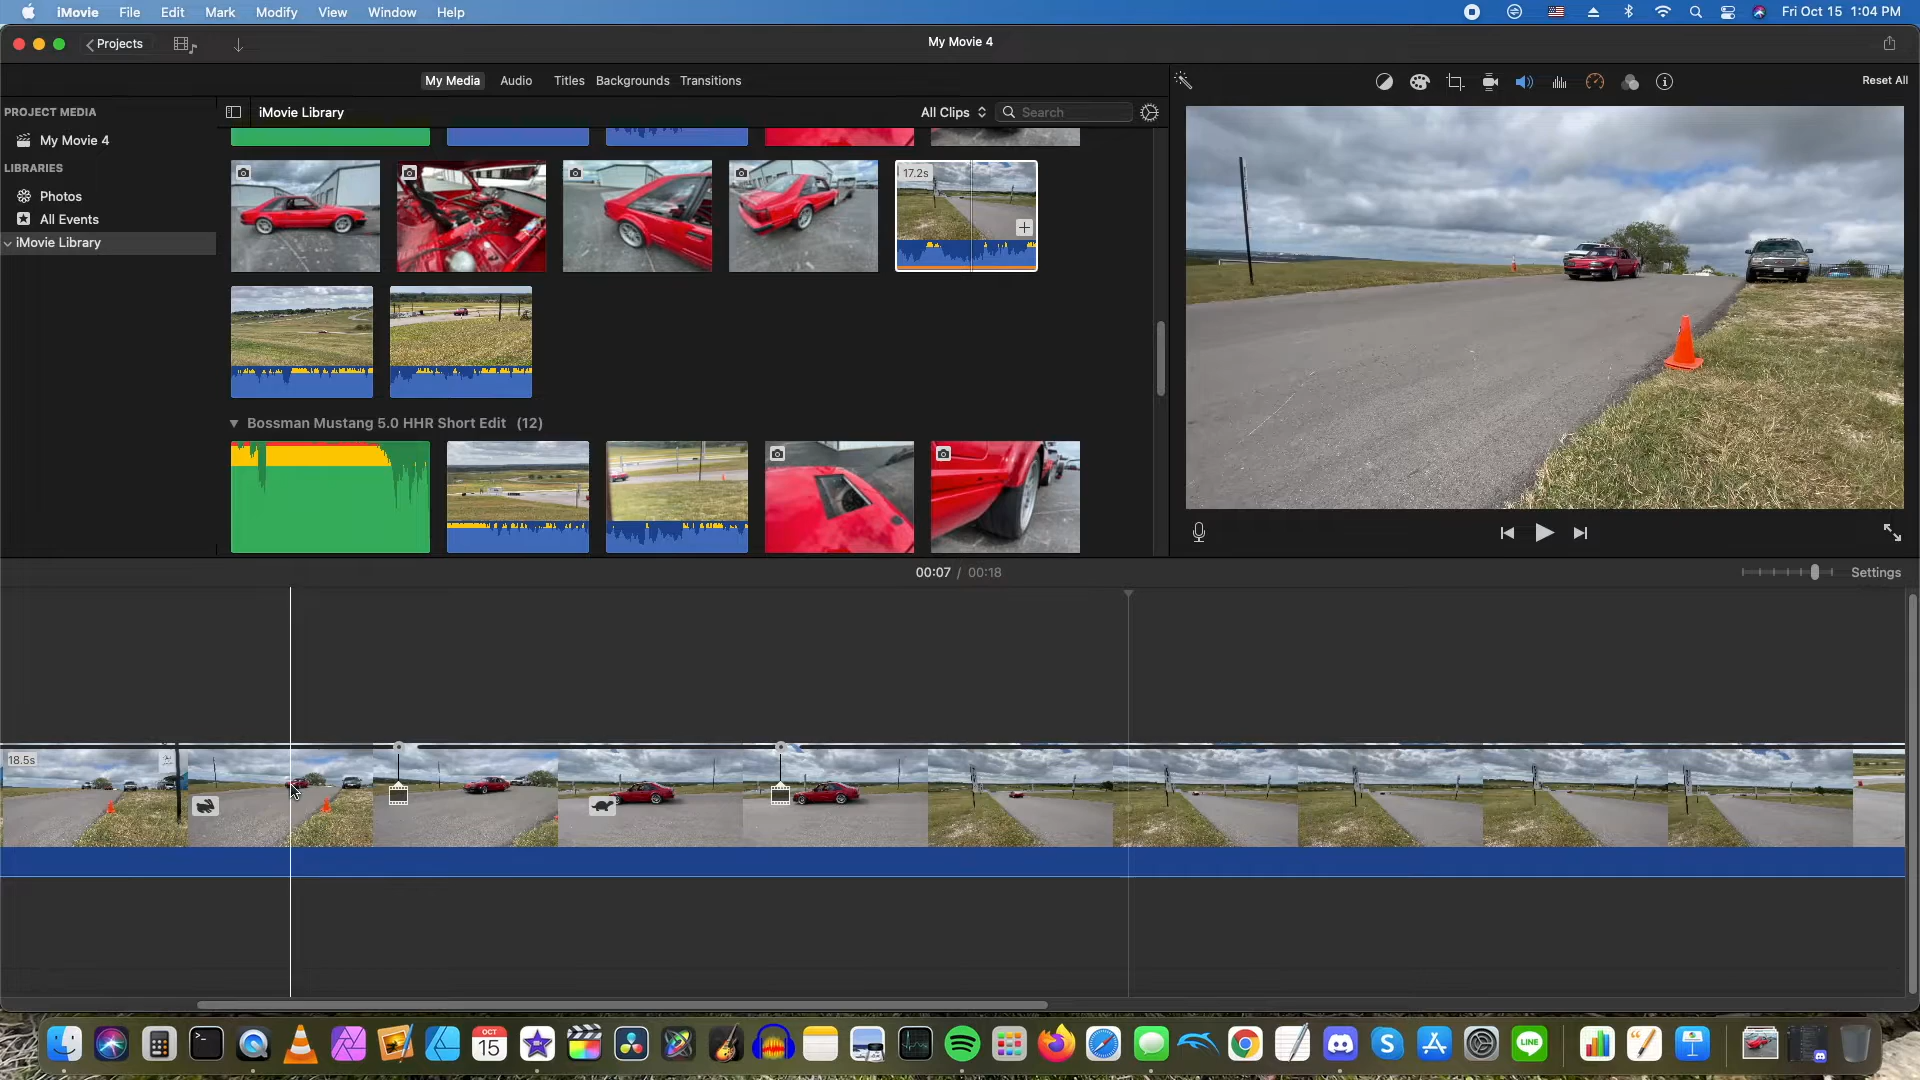 iMovie File Edit Mark Modify View Window Help
Fri Oct 15 1:04 PM
Projects
My Movie 4
My Media Audio Titles Backgrounds Transitions
Reset All
PROJECT MEDIA
My Movie 4
LIBRARIES
Photos
All Events
iMovie Library
iMovie Library
All Clips
Search
17.2s
Bossman Mustang 5.0 HHR Short Edit (12)
00:07 / 00:18
Settings
18.5s
OCT
15
S
LINE